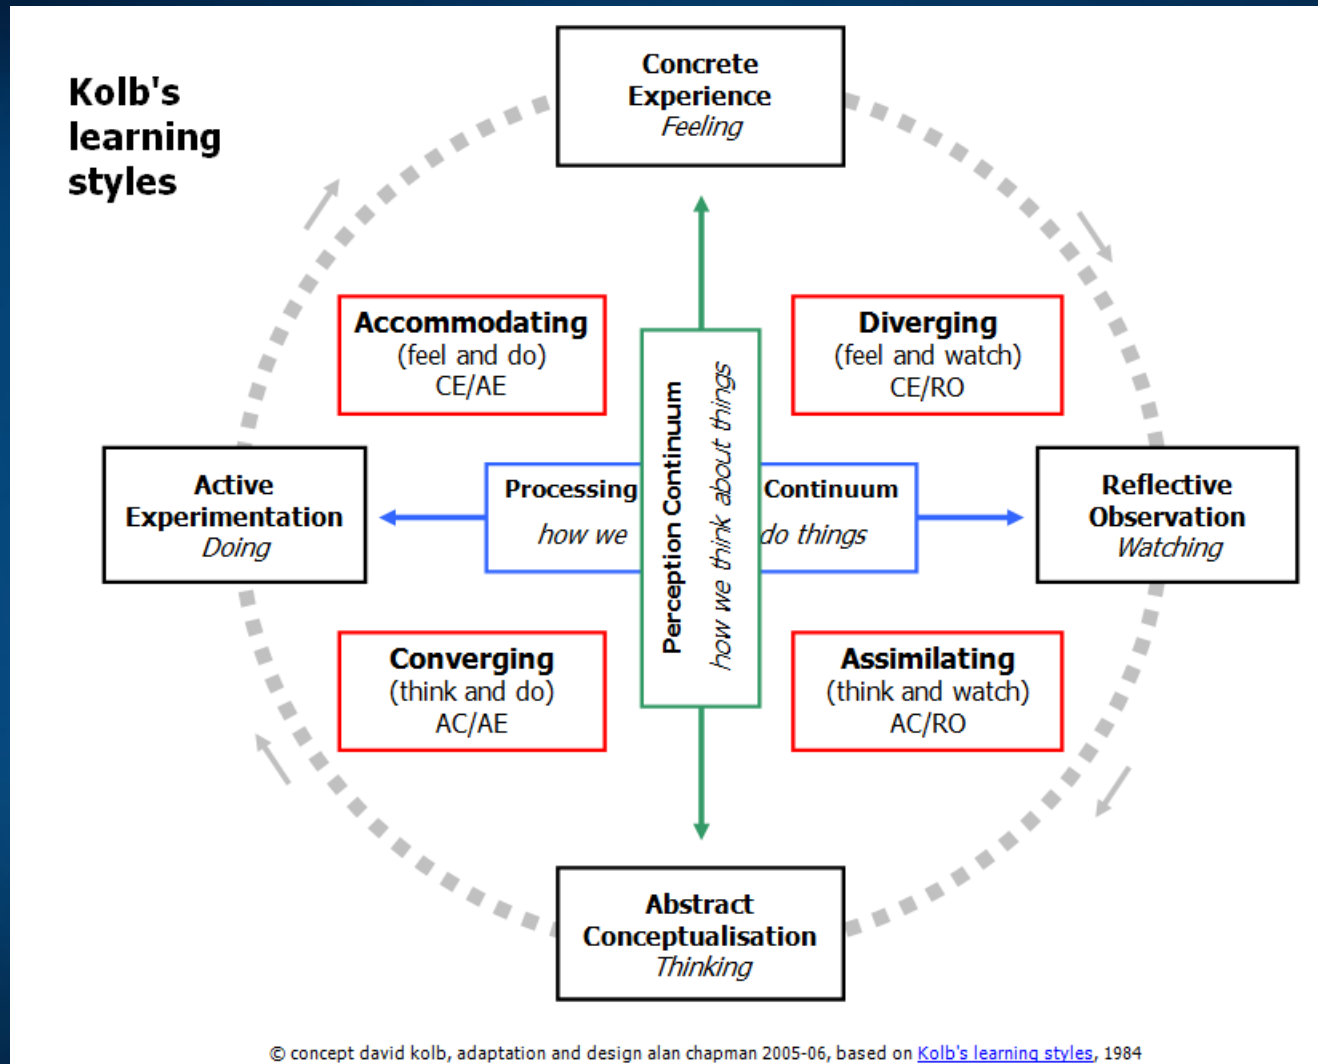 Kolb's
learning
styles
Concrete
Experience
Feeling
Accommodating
(feel and do)
CE/AE
Diverging
(feel and watch)
CE/RO
Active
Experimentation
Doing
Processing Continuum
how we do things
Perception Continuum
how we think about things
Reflective
Observation
Watching
Converging
(think and do)
AC/AE
Assimilating
(think and watch)
AC/RO
Abstract
Conceptualisation
Thinking
© concept david kolb, adaptation and design alan chapman 2005-06, based on Kolb's learning styles, 1984